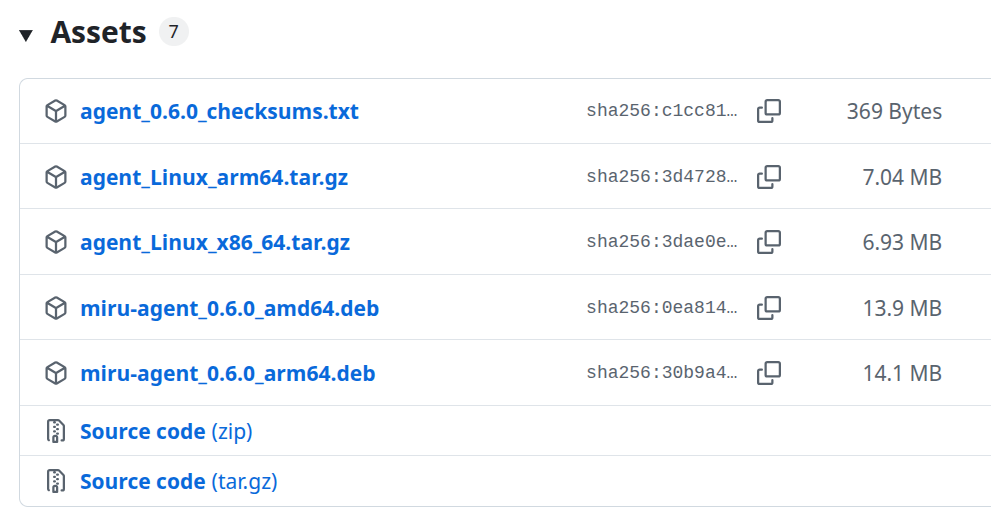 Assets 7
agent_0.6.0_checksums.txt sha256:c1cc81… 369 Bytes
agent_Linux_arm64.tar.gz sha256:3d4728… 7.04 MB
agent_Linux_x86_64.tar.gz sha256:3dae0e… 6.93 MB
miru-agent_0.6.0_amd64.deb sha256:0ea814… 13.9 MB
miru-agent_0.6.0_arm64.deb sha256:30b9a4… 14.1 MB
Source code (zip)
Source code (tar.gz)